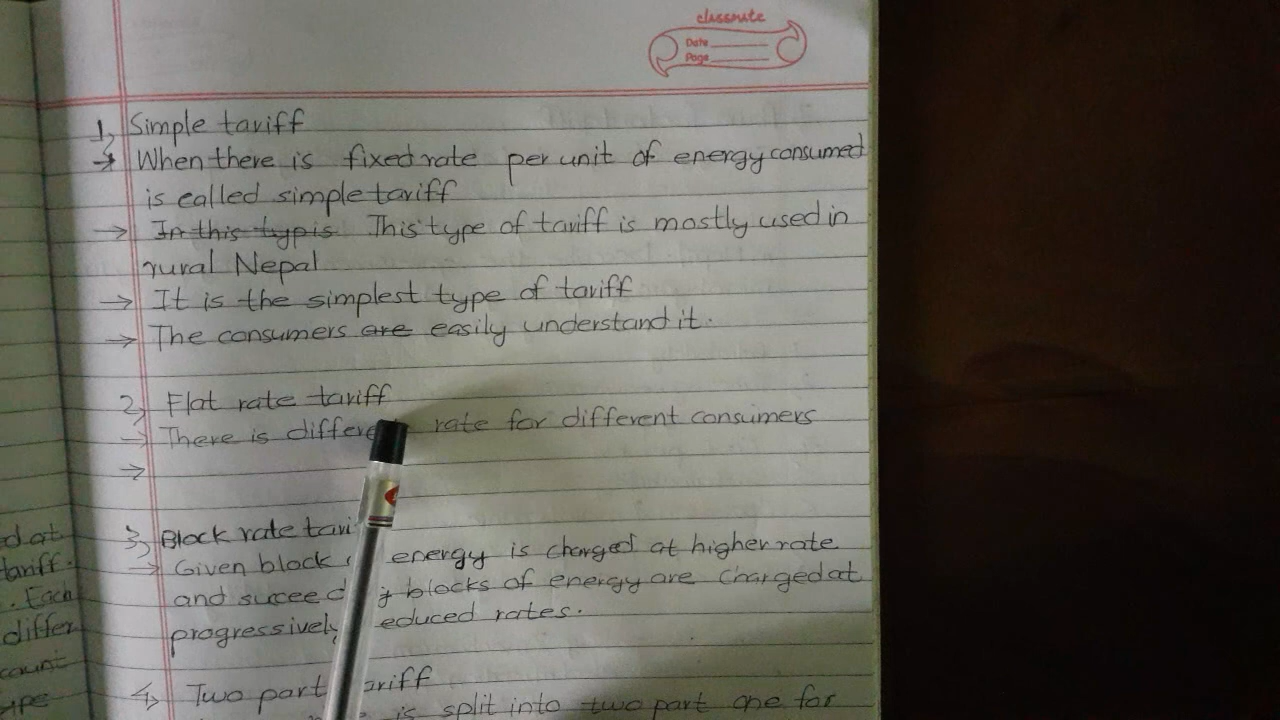 classmate
Date
Page
1, Simple tariff
→ When there is fixed rate per unit of energy consumed
is called simple tariff
→ In this typis This type of tariff is mostly used in
rural Nepal
→ It is the simplest type of tariff
→ The consumers are easily understand it.
2, Flat rate tariff
→ There is rate for different consumers
→
3, Block rate
→ Given block energy is charged at higher rate
and blocks of energy are charged at
rates.
4, Two part
is split into two part one for
tariff.
. Each